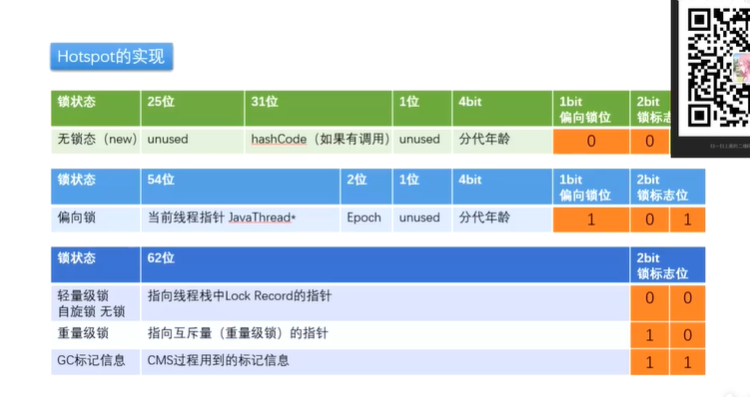 Hotspot的实现
锁状态 25位 31位 1位 4bit 1bit 2bit
偏向锁位 锁标志位
无锁态（new） unused hashCode（如果有调用） unused 分代年龄 0 0
锁状态 54位 2位 1位 4bit 1bit 2bit
偏向锁位 锁标志位
偏向锁 当前线程指针 JavaThread* Epoch unused 分代年龄 1 0 1
锁状态 62位 2bit
锁标志位
轻量级锁 指向线程栈中Lock Record的指针 0 0
自旋锁 无锁
重量级锁 指向互斥量（重量级锁）的指针 1 0
GC标记信息 CMS过程用到的标记信息 1 1